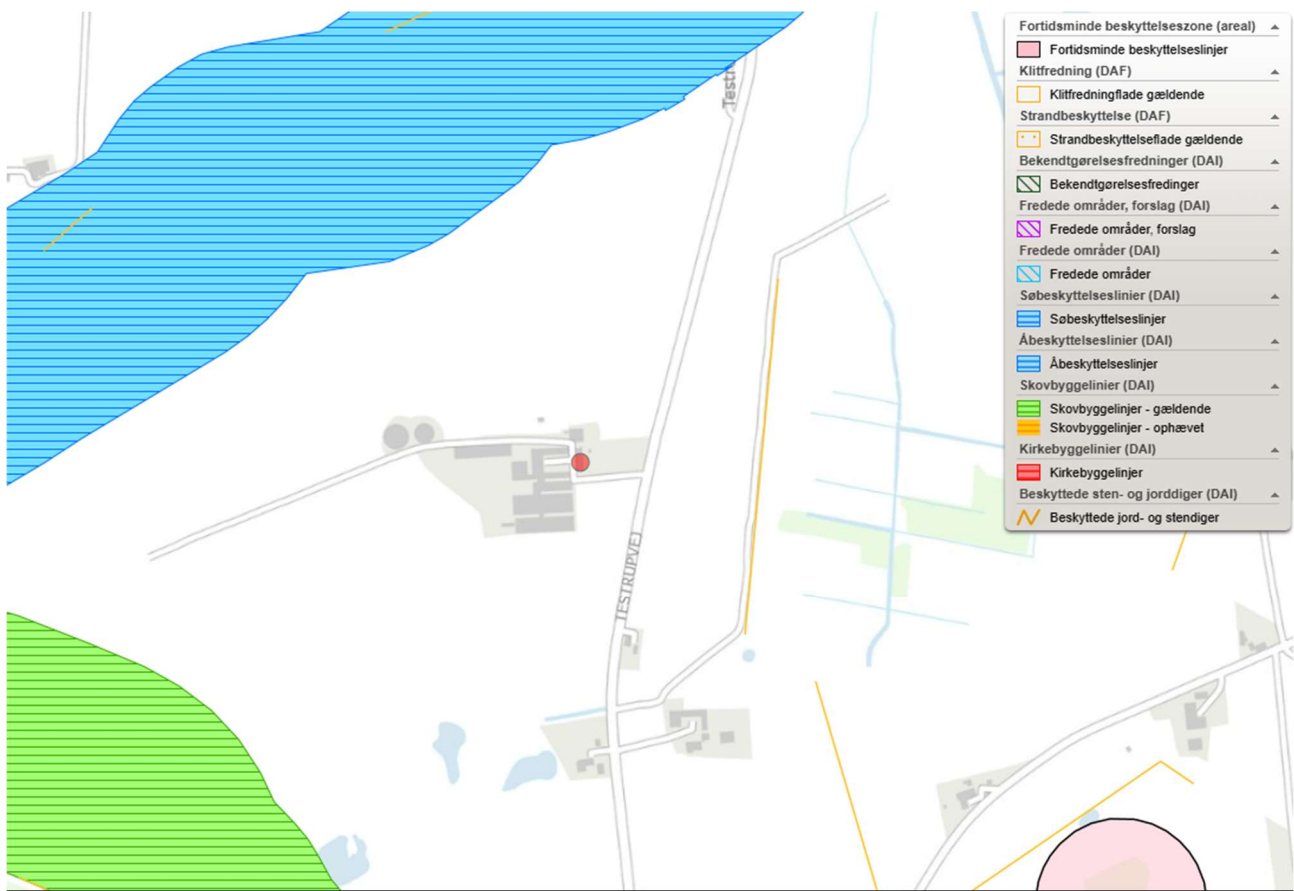 Fortidsminde beskyttelseszone (areal)
Fortidsminde beskyttelseslinjer
Klitfredning (DAF)
Klitfredningflade gældende
Strandbeskyttelse (DAF)
Strandbeskyttelseflade gældende
Bekendtgørelsesfredninger (DAI)
Bekendtgørelsesfredinger
Fredede områder, forslag (DAI)
Fredede områder, forslag
Fredede områder (DAI)
Fredede områder
Søbeskyttelseslinier (DAI)
Søbeskyttelseslinjer
Åbeskyttelseslinier (DAI)
Åbeskyttelseslinjer
Skovbyggelinier (DAI)
Skovbyggelinjer - gældende
Skovbyggelinjer - ophævet
Kirkebyggelinier (DAI)
Kirkebyggelinjer
Beskyttede sten- og jorddiger (DAI)
Beskyttede jord- og stendiger
Testru
TESTRUPVEJ